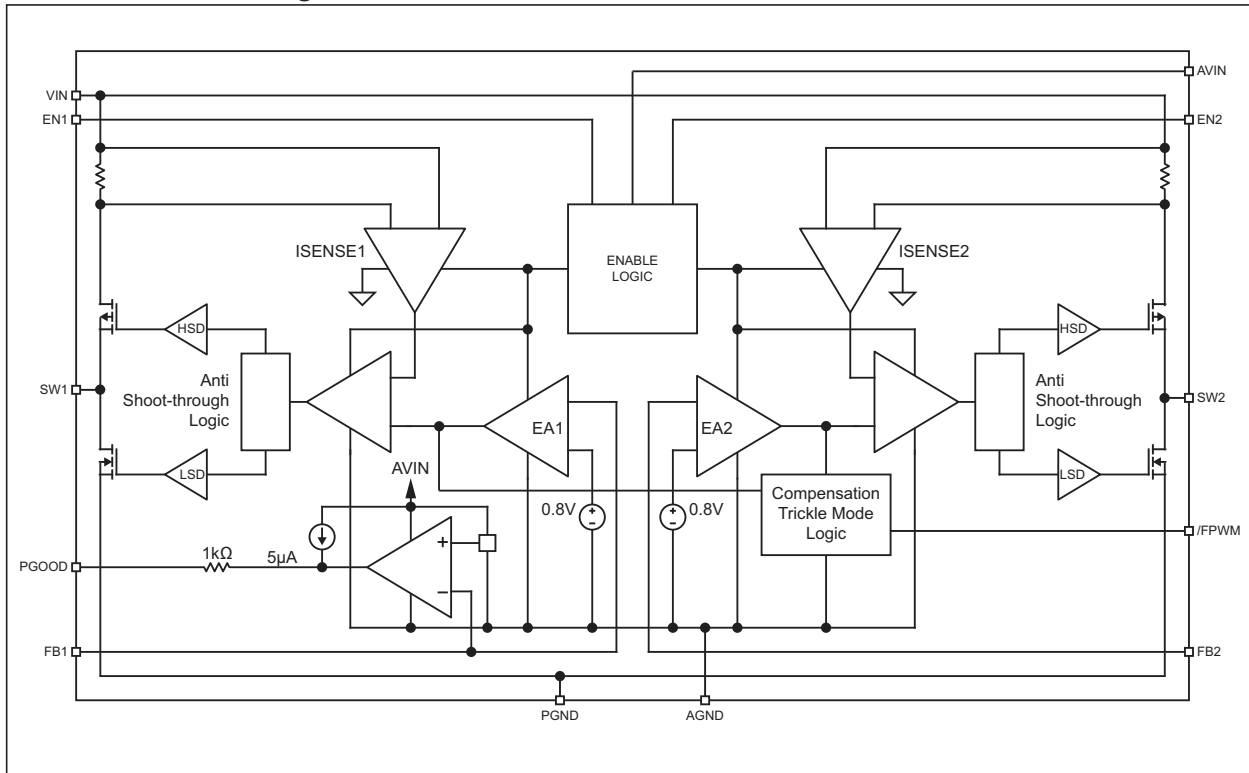 AVIN
VIN
EN1
EN2
ISENSE1
ENABLE
LOGIC
ISENSE2
HSD
HSD
SW1
Anti
Shoot-through
Logic
EA1
EA2
Anti
Shoot-through
Logic
SW2
LSD
AVIN
LSD
0.8V
+
−
+
−
0.8V
Compensation
Trickle Mode
Logic
/FPWM
1kΩ
5µA
+
−
PGOOD
FB1
FB2
PGND
AGND